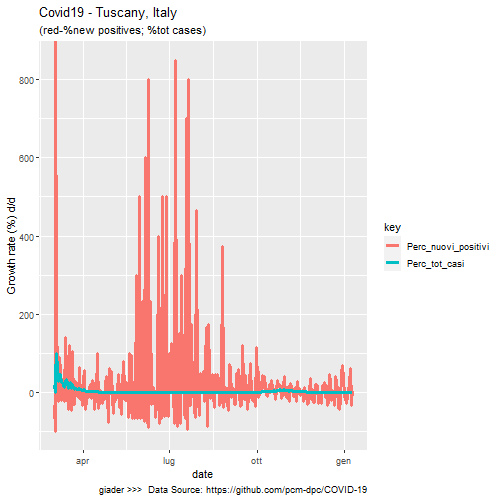 Covid19 - Tuscany, Italy
(red-%new positives; %tot cases)
Growth rate (%) d/d
800
600
400
200
0
apr
lug
ott
gen
date
key
Perc_nuovi_positivi
Perc_tot_casi
giader >>> Data Source: https://github.com/pcm-dpc/COVID-19